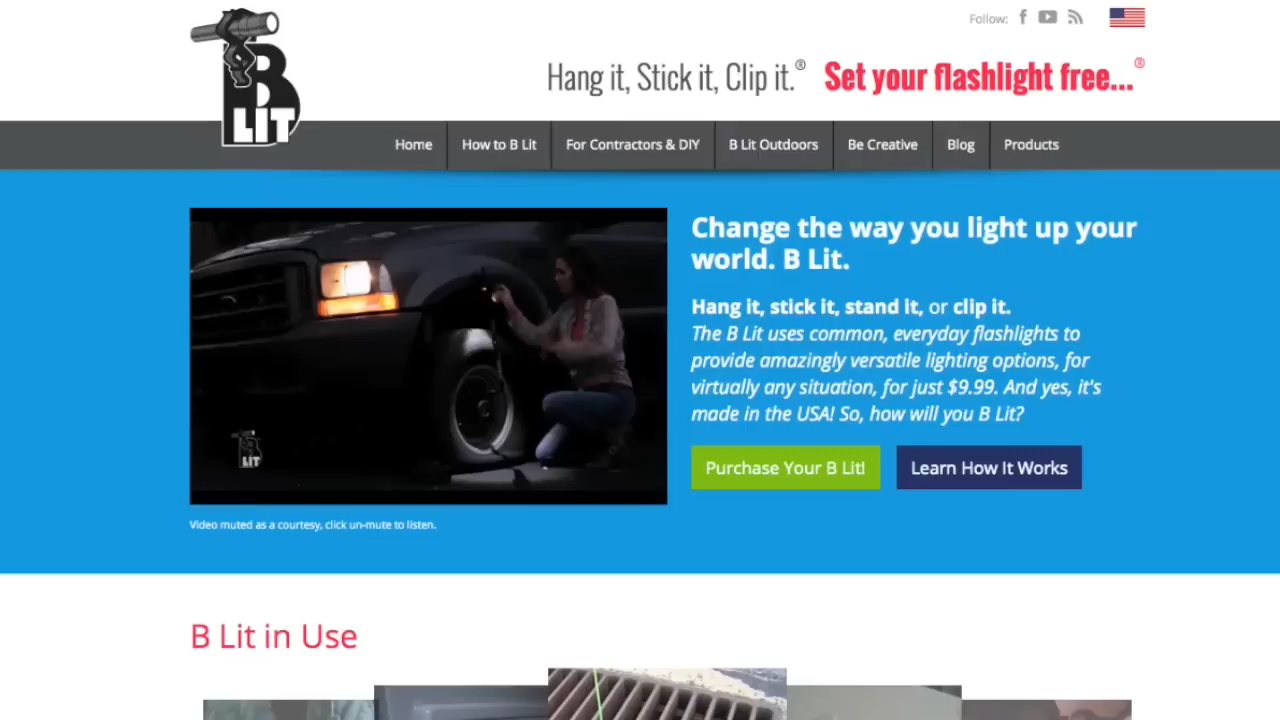 Follow:
B
LIT
Hang it, Stick it, Clip it.® Set your flashlight free...®
Home How to B Lit For Contractors & DIY B Lit Outdoors Be Creative Blog Products
Change the way you light up your
world. B Lit.
Hang it, stick it, stand it, or clip it.
The B Lit uses common, everyday flashlights to
provide amazingly versatile lighting options, for
virtually any situation, for just $9.99. And yes, it's
made in the USA! So, how will you B Lit?
B
LIT
Purchase Your B Lit! Learn How It Works
Video muted as a courtesy, click un-mute to listen.
B Lit in Use